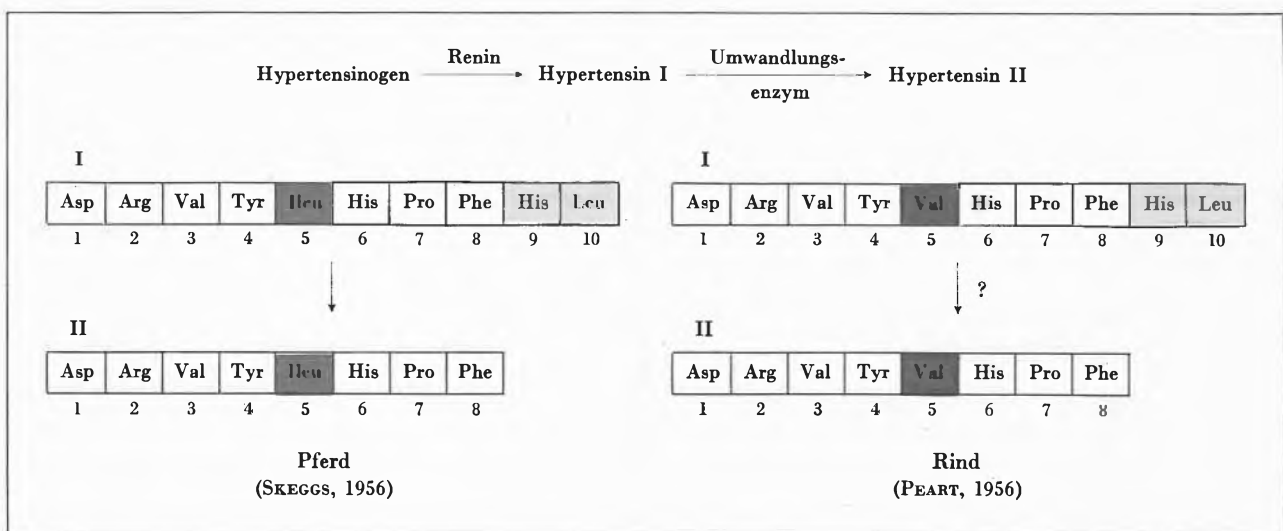 Hypertensinogen Renin Hypertensin I Umwandlungs-enzym Hypertensin II
I
Asp Arg Val Tyr Ileu His Pro Phe His Leu
1 2 3 4 5 6 7 8 9 10
I
Asp Arg Val Tyr Val His Pro Phe His Leu
1 2 3 4 5 6 7 8 9 10
?
II
Asp Arg Val Tyr Ileu His Pro Phe
1 2 3 4 5 6 7 8
II
Asp Arg Val Tyr Val His Pro Phe
1 2 3 4 5 6 7 8
Pferd
(SKEGGS, 1956)
Rind
(PEART, 1956)